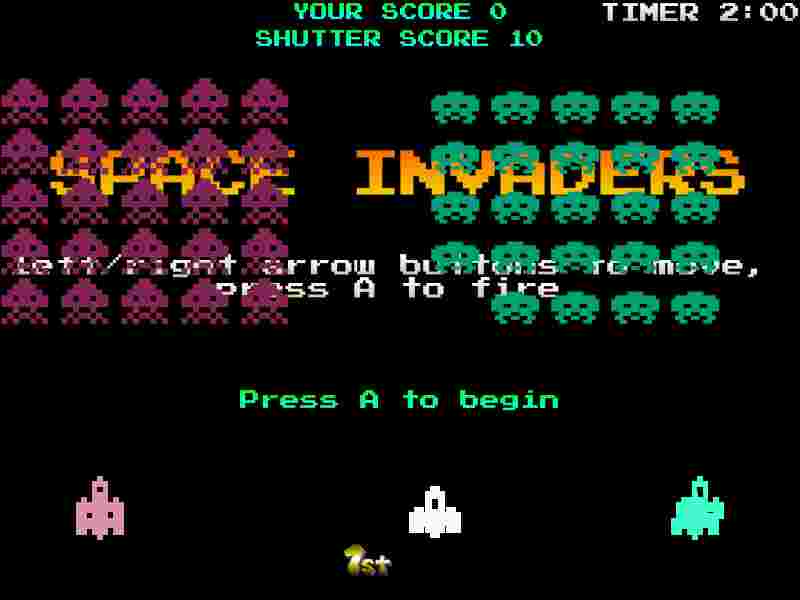 YOUR SCORE 0
TIMER 2:00
SHUTTER SCORE 10
SPACE INVADERS
Left/right arrow buttons to move,
press A to fire
Press A to begin
1st